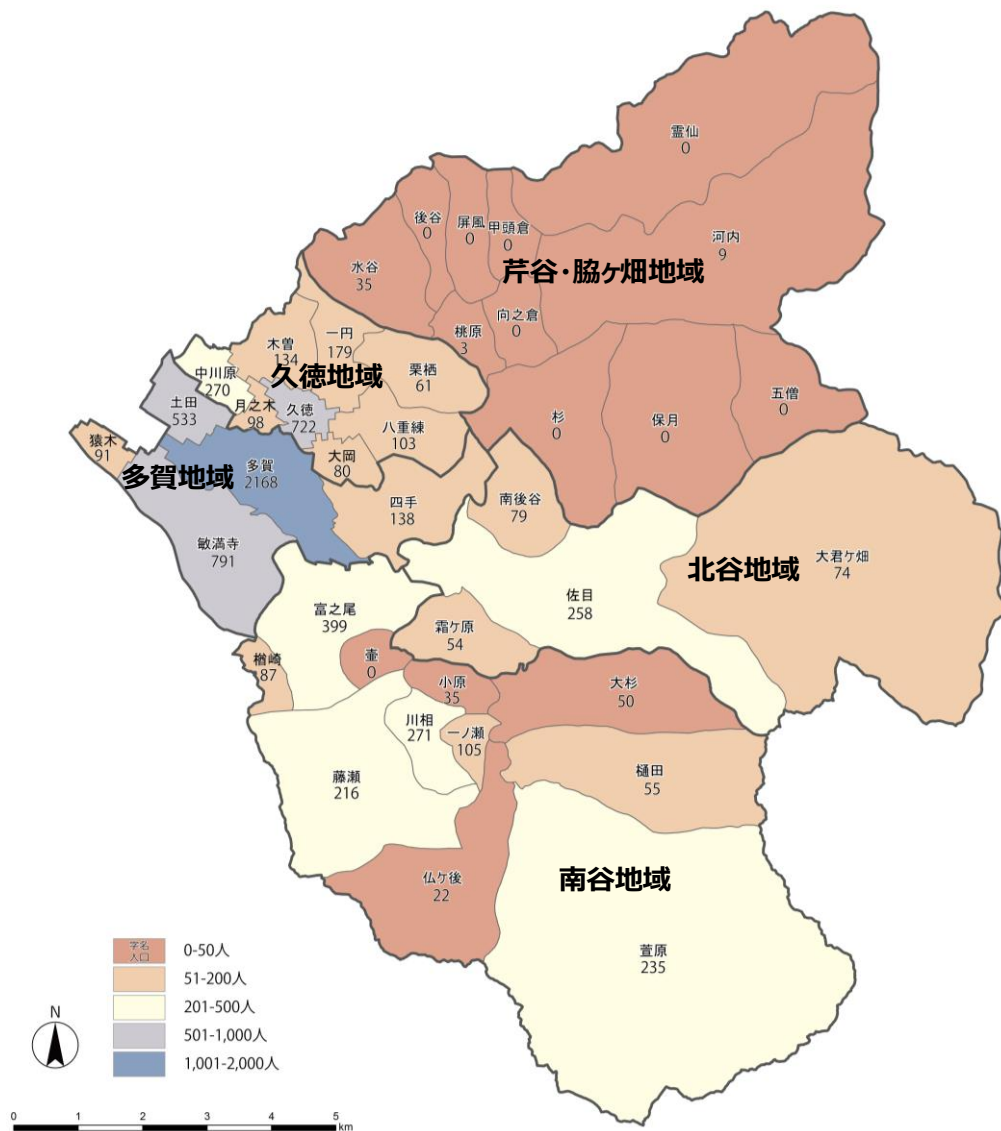 霊仙
0
後谷
0
屏風
0
甲頭倉
0
河内
9
水谷
35
芹谷・脇ヶ畑地域
向之倉
0
桃原
3
一円
179
木曽
134
栗栖
61
中川原
270
久徳地域
五僧
0
土田
533
月之木
98
久徳
722
杉
0
保月
0
八重練
103
猿木
91
大岡
80
多賀地域
多賀
2168
四手
138
南後谷
79
敏満寺
791
北谷地域
大君ケ畑
74
佐目
258
富之尾
399
霜ケ原
54
楢崎
87
壷
0
小原
35
大杉
50
川相
271
一ノ瀬
105
藤瀬
216
樋田
55
仏ケ後
22
南谷地域
萱原
235
字名
人口
0-50人
51-200人
201-500人
501-1,000人
1,001-2,000人
N
0 1 2 3 4 5
km